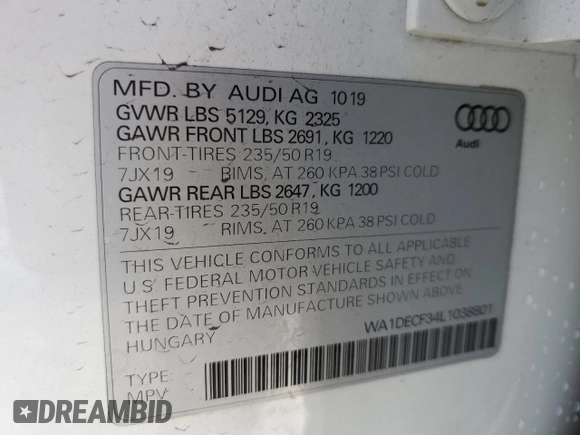 MFD. BY AUDI AG 1019
GVWR LBS 5129, KG 2325
GAWR FRONT LBS 2691, KG 1220
FRONT-TIRES 235/50 R19
7JX19 RIMS, AT 260 KPA 38 PSI COLD
GAWR REAR LBS 2647, KG 1200
REAR-TIRES 235/50 R19
7JX19 RIMS, AT 260 KPA 38 PSI COLD
Audi
THIS VEHICLE CONFORMS TO ALL APPLICABLE
U S FEDERAL MOTOR VEHICLE SAFETY AND
THEFT PREVENTION STANDARDS IN EFFECT ON
THE DATE OF MANUFACTURE SHOWN ABOVE
HUNGARY
WA1DECF34L1038801
TYPE
MPV
DREAMBID